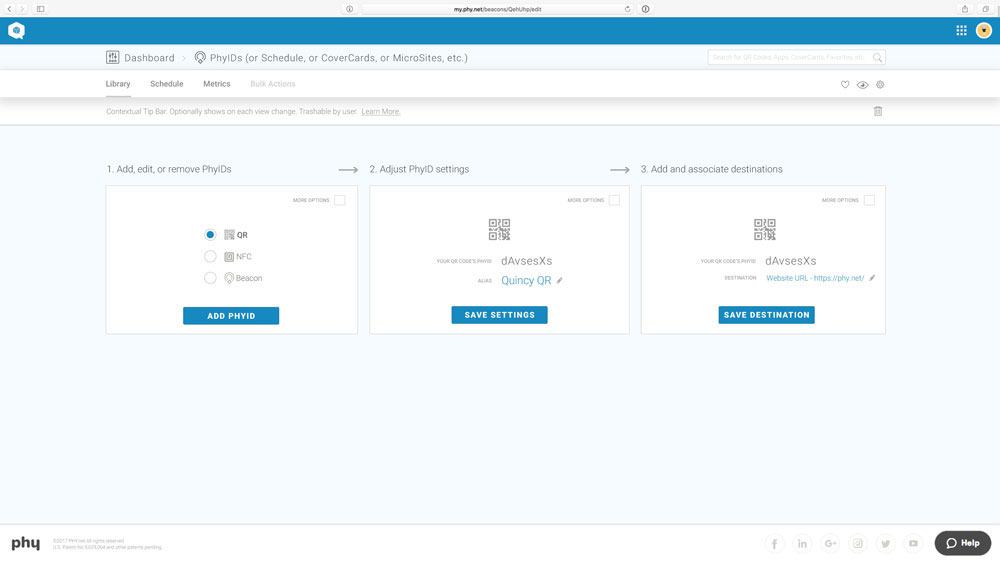 my.phy.net/beacons/QehUhp/edit
Dashboard > PhyIDs (or Schedule, or CoverCards, or MicroSites, etc.)
Search for QR Codes, Apps, CoverCards, Favorites, etc.
Library Schedule Metrics Bulk Actions
Contextual Tip Bar. Optionally shows on each view change. Trashable by user. Learn More.
1. Add, edit, or remove PhyIDs
MORE OPTIONS
QR
NFC
Beacon
ADD PHYID
2. Adjust PhyID settings
MORE OPTIONS
YOUR QR CODE'S PHYID dAvsesXs
ALIAS Quincy QR
SAVE SETTINGS
3. Add and associate destinations
MORE OPTIONS
YOUR QR CODE'S PHYID dAvsesXs
DESTINATION Website URL - https://phy.net/
SAVE DESTINATION
phy
©2017 PHY.net All rights reserved.
U.S. Patent No 9,609,264 and other patents pending.
Help